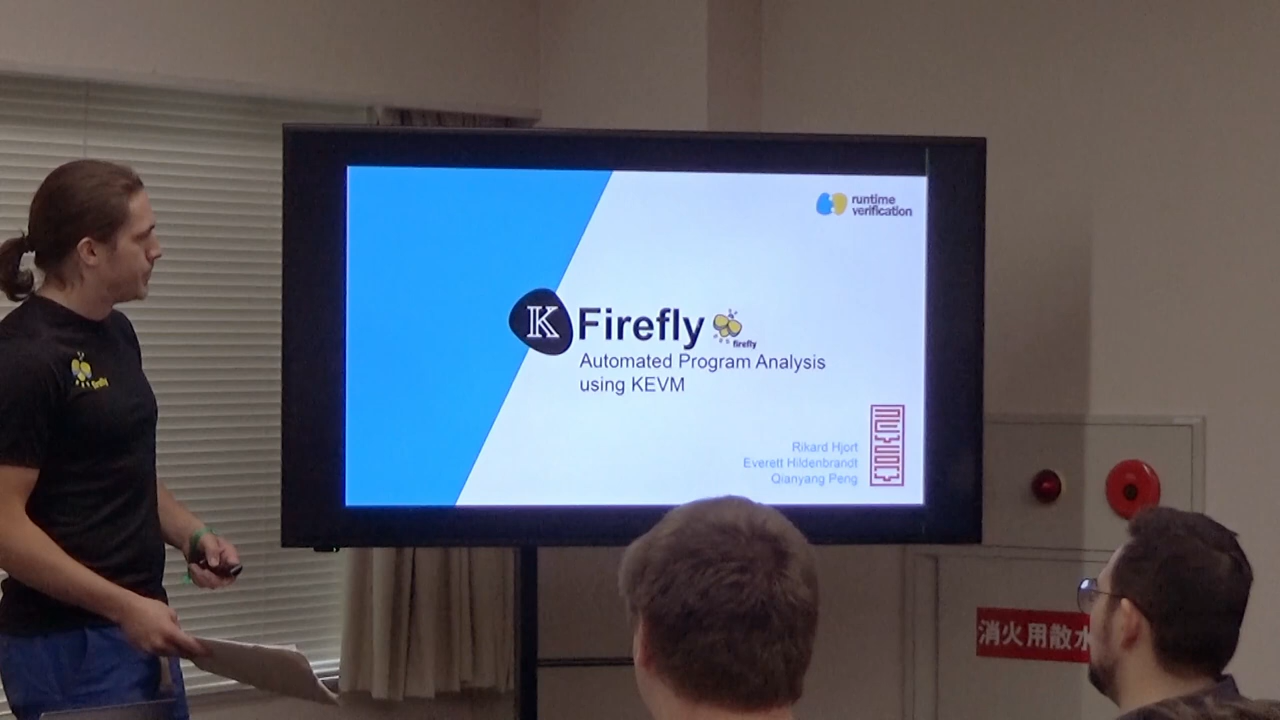 runtime
verification
K Firefly
firefly
Automated Program Analysis
using KEVM
Rikard Hjort
Everett Hildenbrandt
Qianyang Peng
DEVCON V
firefly
消火用散水